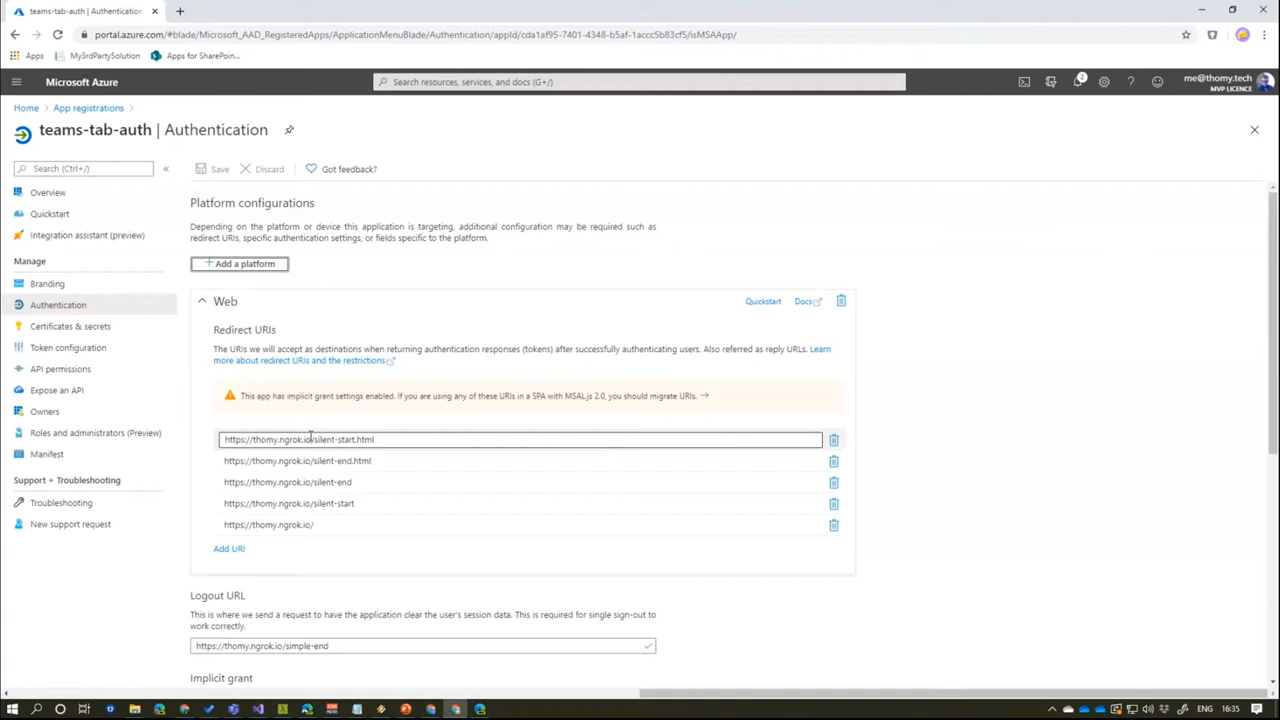 teams-tab-auth | Authentication
portal.azure.com/#blade/Microsoft_AAD_RegisteredApps/ApplicationMenuBlade/Authentication/appId/cda1af95-7401-4348-b5af-1accc5b83cf5/isMSAApp/
Apps My3rdPartySolution Apps for SharePoin...
Microsoft Azure
Search resources, services, and docs (G+/)
2
me@thomy.tech
MVP LICENCE
Home > App registrations >
teams-tab-auth | Authentication
Search (Ctrl+/)
«
Save Discard Got feedback?
Overview
Quickstart
Integration assistant (preview)
Manage
Branding
Authentication
Certificates & secrets
Token configuration
API permissions
Expose an API
Owners
Roles and administrators (Preview)
Manifest
Support + Troubleshooting
Troubleshooting
New support request
Platform configurations
Depending on the platform or device this application is targeting, additional configuration may be required such as
redirect URIs, specific authentication settings, or fields specific to the platform.
+ Add a platform
Web
Quickstart Docs
Redirect URIs
The URIs we will accept as destinations when returning authentication responses (tokens) after successfully authenticating users. Also referred as reply URLs. Learn
more about redirect URIs and the restrictions
This app has implicit grant settings enabled. If you are using any of these URIs in a SPA with MSAL.js 2.0, you should migrate URIs. →
https://thomy.ngrok.io/silent-start.html
https://thomy.ngrok.io/silent-end.html
https://thomy.ngrok.io/silent-end
https://thomy.ngrok.io/silent-start
https://thomy.ngrok.io/
Add URI
Logout URL
This is where we send a request to have the application clear the user's session data. This is required for single sign-out to
work correctly.
https://thomy.ngrok.io/simple-end
Implicit grant
ENG 16:35